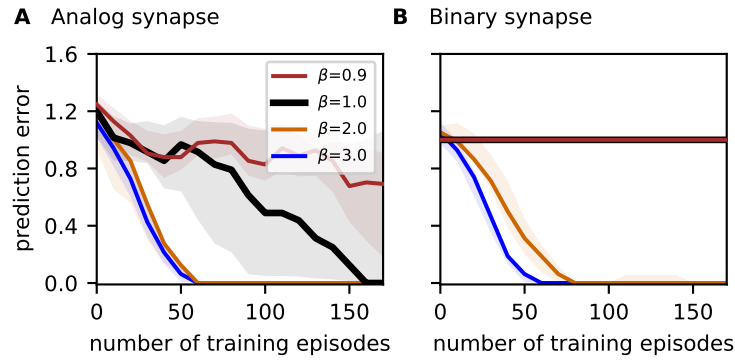 A Analog synapse
B Binary synapse
prediction error
1.6
1.2
0.8
0.4
0.0
β=0.9
β=1.0
β=2.0
β=3.0
0 50 100 150
0 50 100 150
number of training episodes
number of training episodes